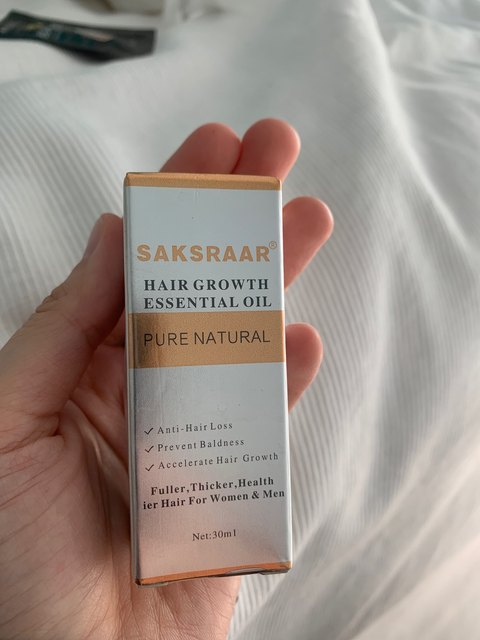 SAKSRAAR®
HAIR GROWTH
ESSENTIAL OIL
PURE NATURAL
✓ Anti-Hair Loss
✓ Prevent Baldness
✓ Accelerate Hair Growth
Fuller,Thicker,Health
ier Hair For Women & Men
Net:30ml